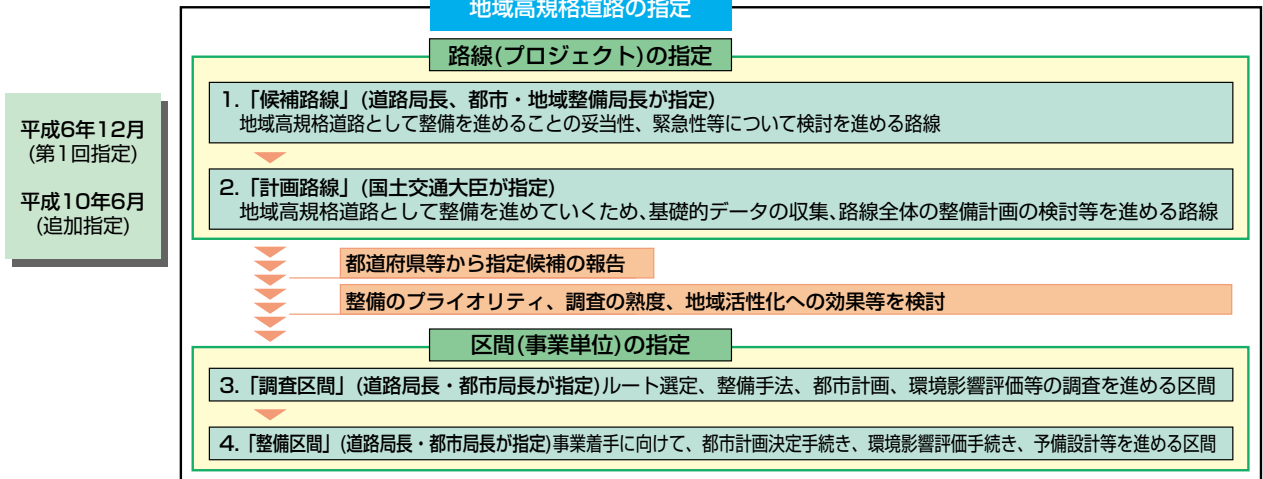 地域高規格道路の指定
路線(プロジェクト)の指定
1.「候補路線」(道路局長、都市・地域整備局長が指定)
地域高規格道路として整備を進めることの妥当性、緊急性等について検討を進める路線
平成6年12月
(第1回指定)
平成10年6月
(追加指定)
2.「計画路線」(国土交通大臣が指定)
地域高規格道路として整備を進めていくため、基礎的データの収集、路線全体の整備計画の検討等を進める路線
都道府県等から指定候補の報告
整備のプライオリティ、調査の熟度、地域活性化への効果等を検討
区間(事業単位)の指定
3.「調査区間」(道路局長・都市局長が指定)ルート選定、整備手法、都市計画、環境影響評価等の調査を進める区間
4.「整備区間」(道路局長・都市局長が指定)事業着手に向けて、都市計画決定手続き、環境影響評価手続き、予備設計等を進める区間